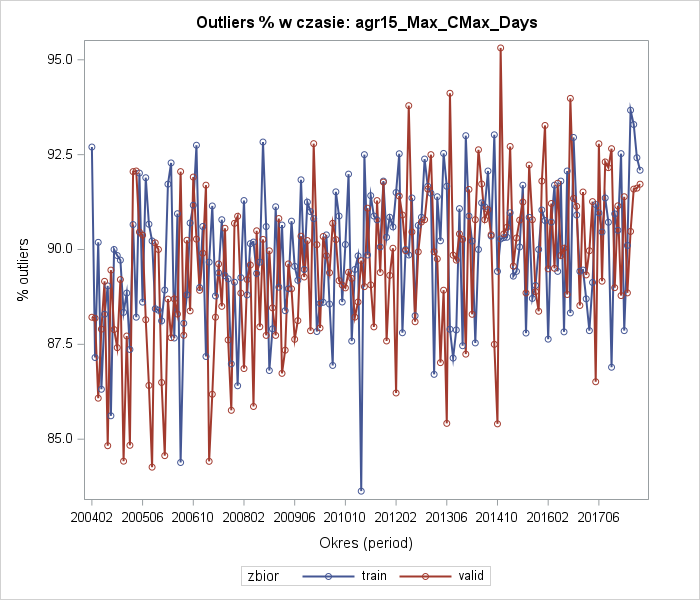 Outliers % w czasie: agr15_Max_CMax_Days
% outliers
95.0
92.5
90.0
87.5
85.0
200402 200506 200610 200802 200906 201010 201202 201306 201410 201602 201706
Okres (period)
zbior train valid